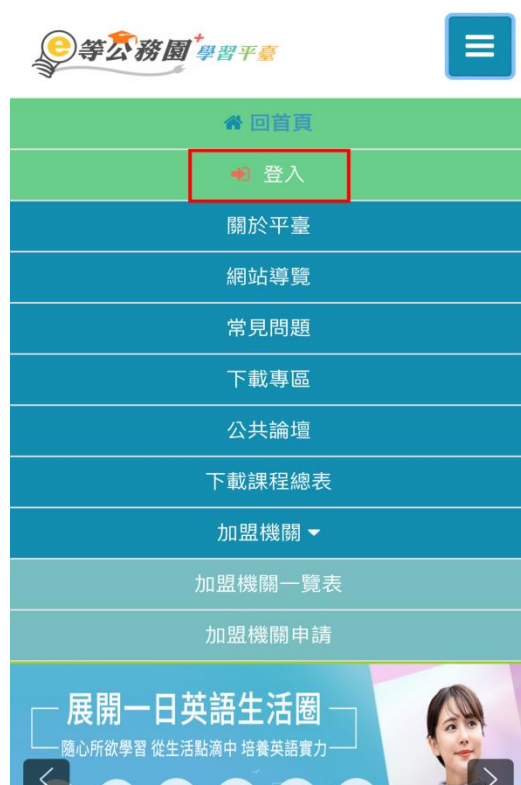 e等公務園+學習平臺
回首頁
登入
關於平臺
網站導覽
常見問題
下載專區
公共論壇
下載課程總表
加盟機關
加盟機關一覽表
加盟機關申請
展開一日英語生活圈
隨心所欲學習 從生活點滴中 培養英語實力